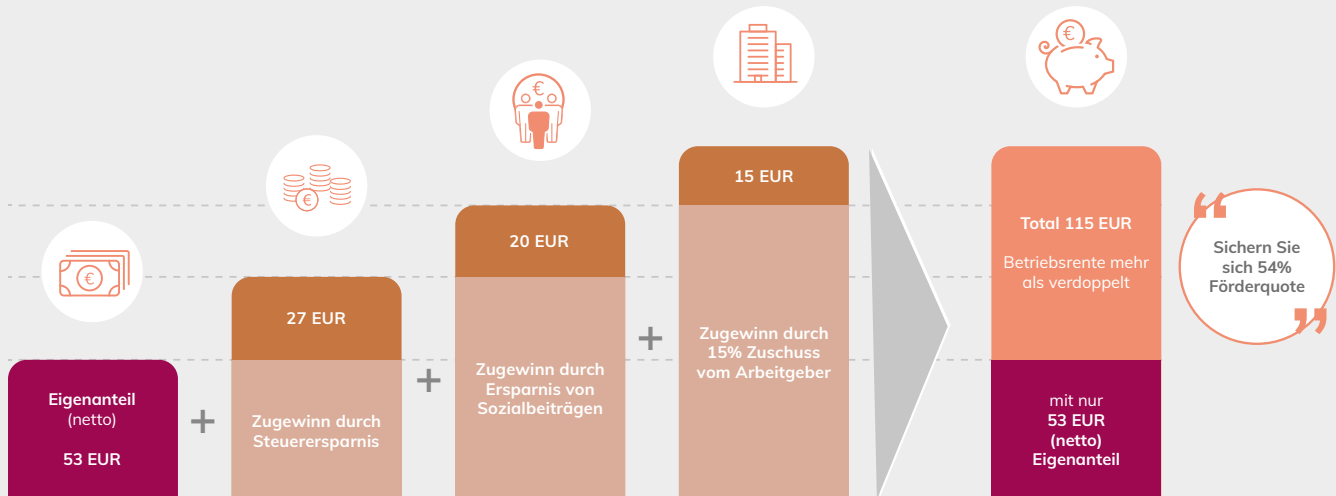 Eigenanteil
(netto)
53 EUR
+
27 EUR
Zugewinn durch
Steuerersparnis
+
20 EUR
Zugewinn durch
Ersparnis von
Sozialbeiträgen
+
15 EUR
Zugewinn durch
15% Zuschuss
vom Arbeitgeber
Total 115 EUR
Betriebsrente mehr
als verdoppelt
mit nur
53 EUR
(netto)
Eigenanteil
“
Sichern Sie
sich 54%
Förderquote
”
€
€
€
€